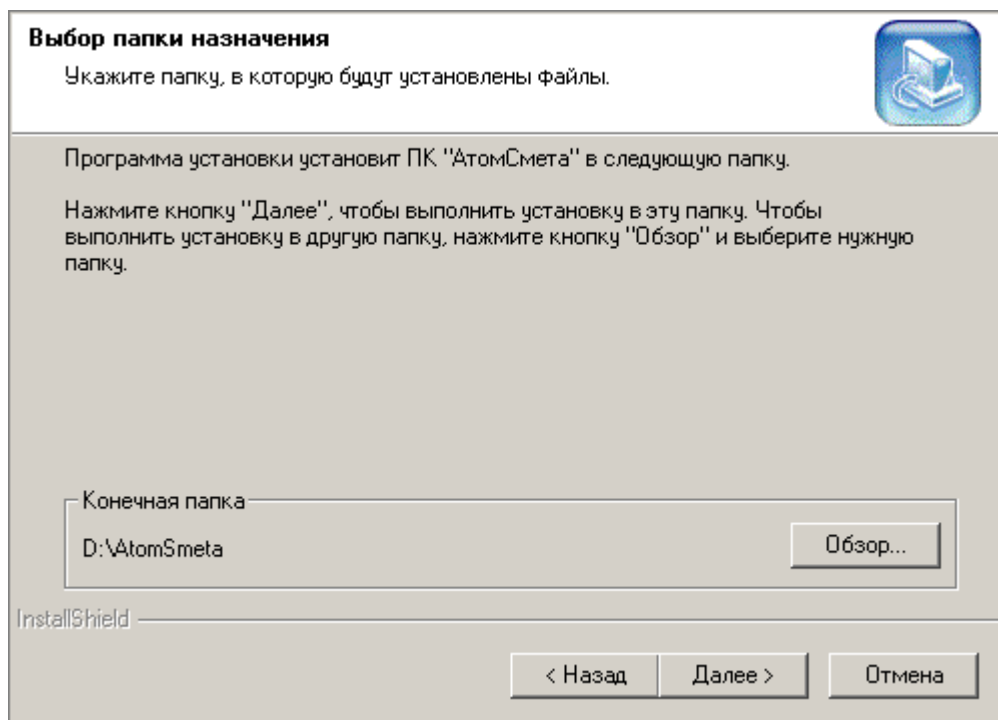 Выбор папки назначения
Укажите папку, в которую будут установлены файлы.
Программа установки установит ПК "АтомСмета" в следующую папку.
Нажмите кнопку "Далее", чтобы выполнить установку в эту папку. Чтобы
выполнить установку в другую папку, нажмите кнопку "Обзор" и выберите нужную
папку.
Конечная папка
D:\AtomSmeta
Обзор...
InstallShield
< Назад
Далее >
Отмена